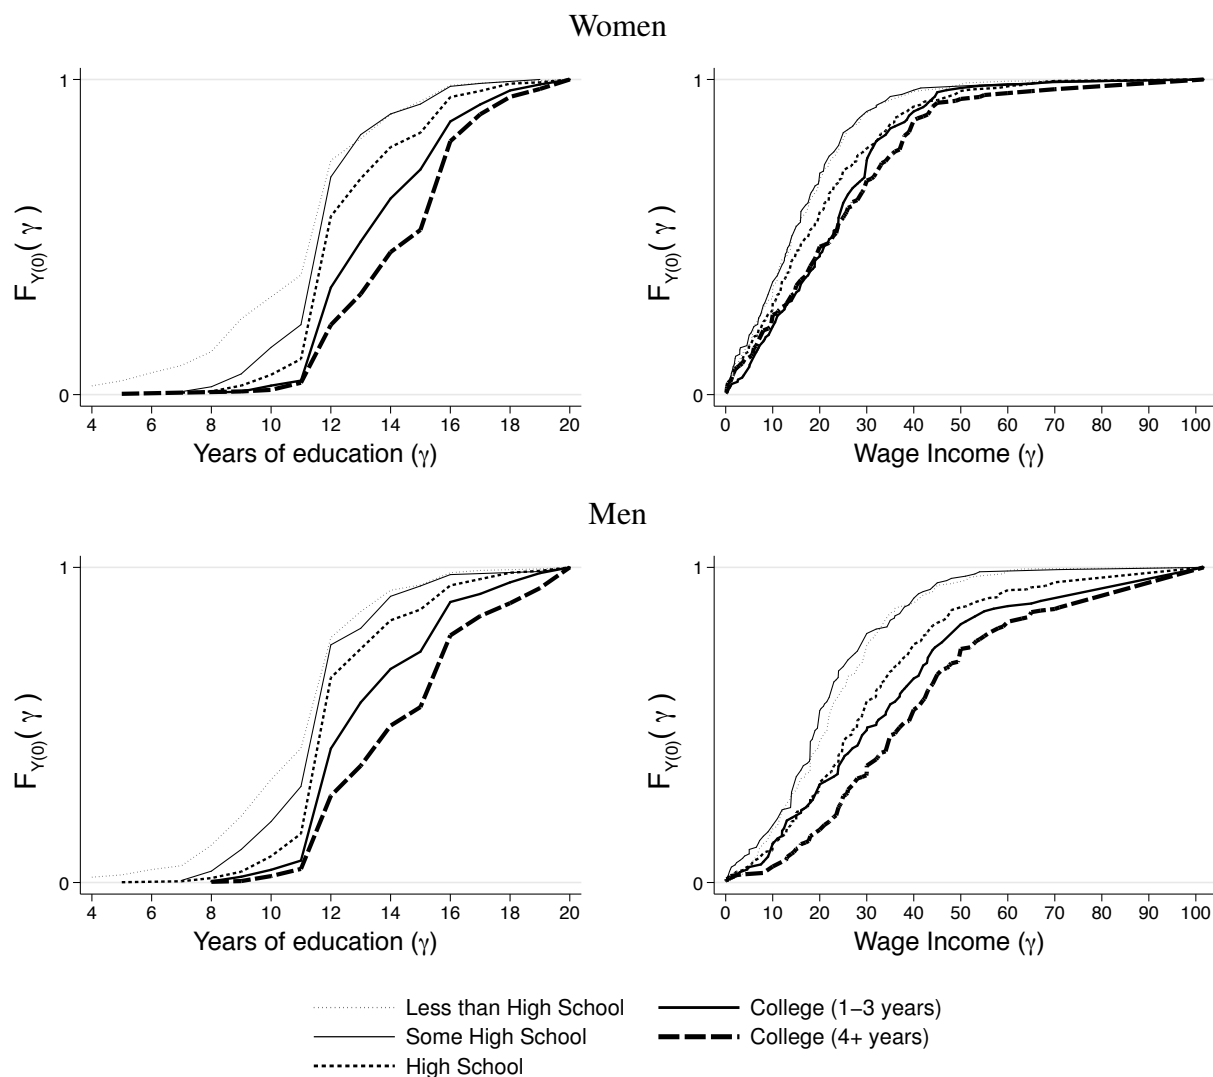 Women
1
0
F_{Y(0)}( γ )
4 6 8 10 12 14 16 18 20
Years of education (γ)
1
0
F_{Y(0)}( γ )
0 10 20 30 40 50 60 70 80 90 100
Wage Income (γ)
Men
1
0
F_{Y(0)}( γ )
4 6 8 10 12 14 16 18 20
Years of education (γ)
1
0
F_{Y(0)}( γ )
0 10 20 30 40 50 60 70 80 90 100
Wage Income (γ)
Less than High School
Some High School
High School
College (1–3 years)
College (4+ years)